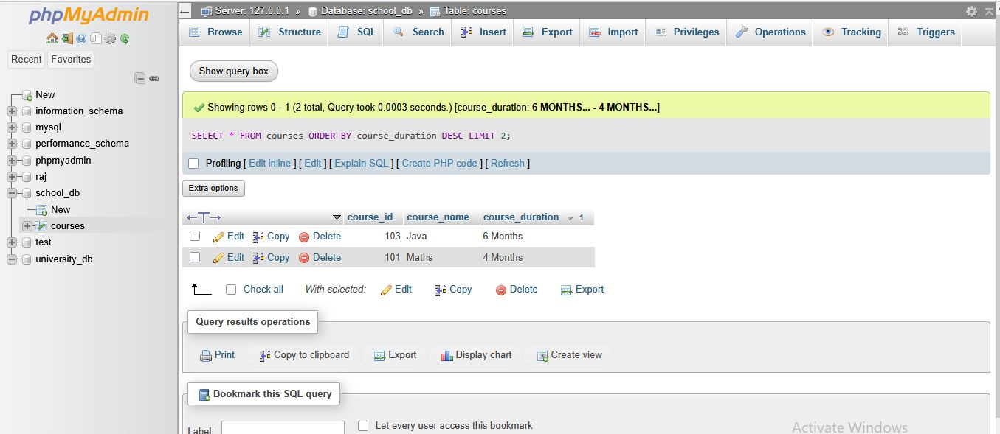 phpMyAdmin
Recent Favorites
New
information_schema
mysql
performance_schema
phpmyadmin
raj
school_db
New
courses
test
university_db
Server: 127.0.0.1 » Database: school_db » Table: courses
Browse Structure SQL Search Insert Export Import Privileges Operations Tracking Triggers
Show query box
Showing rows 0 - 1 (2 total, Query took 0.0003 seconds.) [course_duration: 6 MONTHS... - 4 MONTHS...]
SELECT * FROM courses ORDER BY course_duration DESC LIMIT 2;
Profiling [ Edit inline ] [ Edit ] [ Explain SQL ] [ Create PHP code ] [ Refresh ]
Extra options
←T→ course_id course_name course_duration 1
Edit Copy Delete 103 Java 6 Months
Edit Copy Delete 101 Maths 4 Months
Check all With selected: Edit Copy Delete Export
Query results operations
Print Copy to clipboard Export Display chart Create view
Bookmark this SQL query
Label: Let every user access this bookmark
Activate Windows